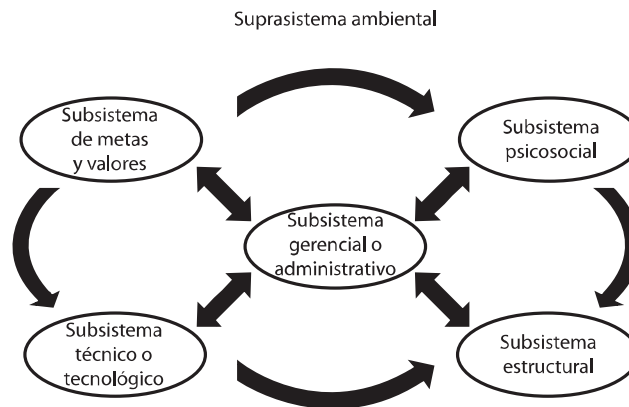 Suprasistema ambiental
Subsistema
de metas
y valores
Subsistema
psicosocial
Subsistema
gerencial o
administrativo
Subsistema
técnico o
tecnológico
Subsistema
estructural